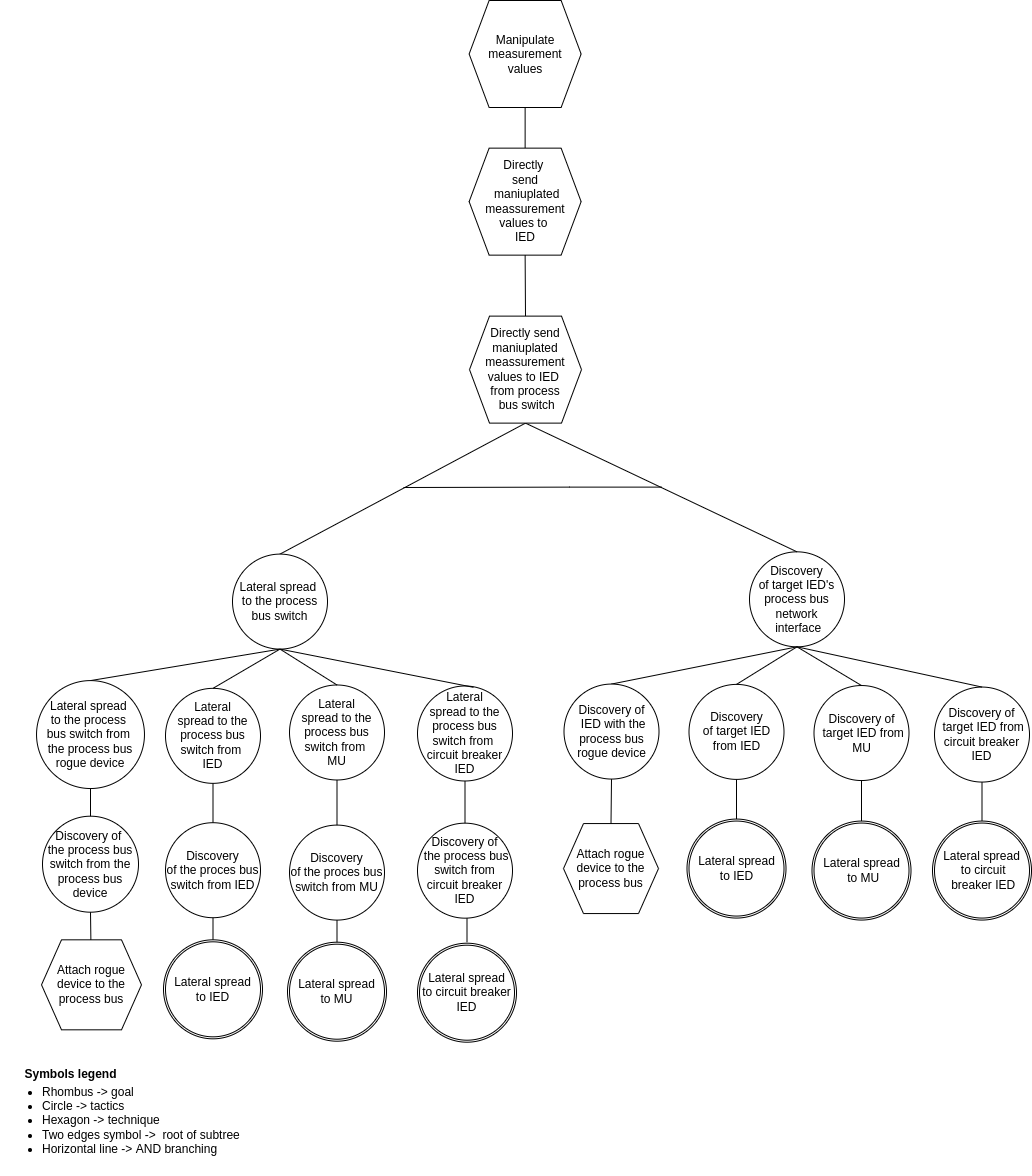 Manipulate
measurement
values
Directly
send
maniuplated
meassurement
values to
IED
Directly send
maniuplated
meassurement
values to IED
from process
bus switch
Lateral spread
to the process
bus switch
Discovery
of target IED's
process bus
network
interface
Lateral spread
to the process
bus switch from
the process bus
rogue device
Lateral
spread to the
process bus
switch from
IED
Lateral
spread to the
process bus
switch from
MU
Lateral
spread to the
process bus
switch from
circuit breaker
IED
Discovery of
IED with the
process bus
rogue device
Discovery
of target IED
from IED
Discovery of
target IED from
MU
Discovery of
target IED from
circuit breaker
IED
Discovery of
the process bus
switch from the
process bus
device
Discovery
of the proces bus
switch from IED
Discovery
of the proces bus
switch from MU
Discovery of
the process bus
switch from
circuit breaker
IED
Attach rogue
device to the
process bus
Lateral spread
to IED
Lateral spread
to MU
Lateral spread
to circuit
breaker IED
Attach rogue
device to the
process bus
Lateral spread
to IED
Lateral spread
to MU
Lateral spread
to circuit breaker
IED
Symbols legend
• Rhombus -> goal
• Circle -> tactics
• Hexagon -> technique
• Two edges symbol -> root of subtree
• Horizontal line -> AND branching